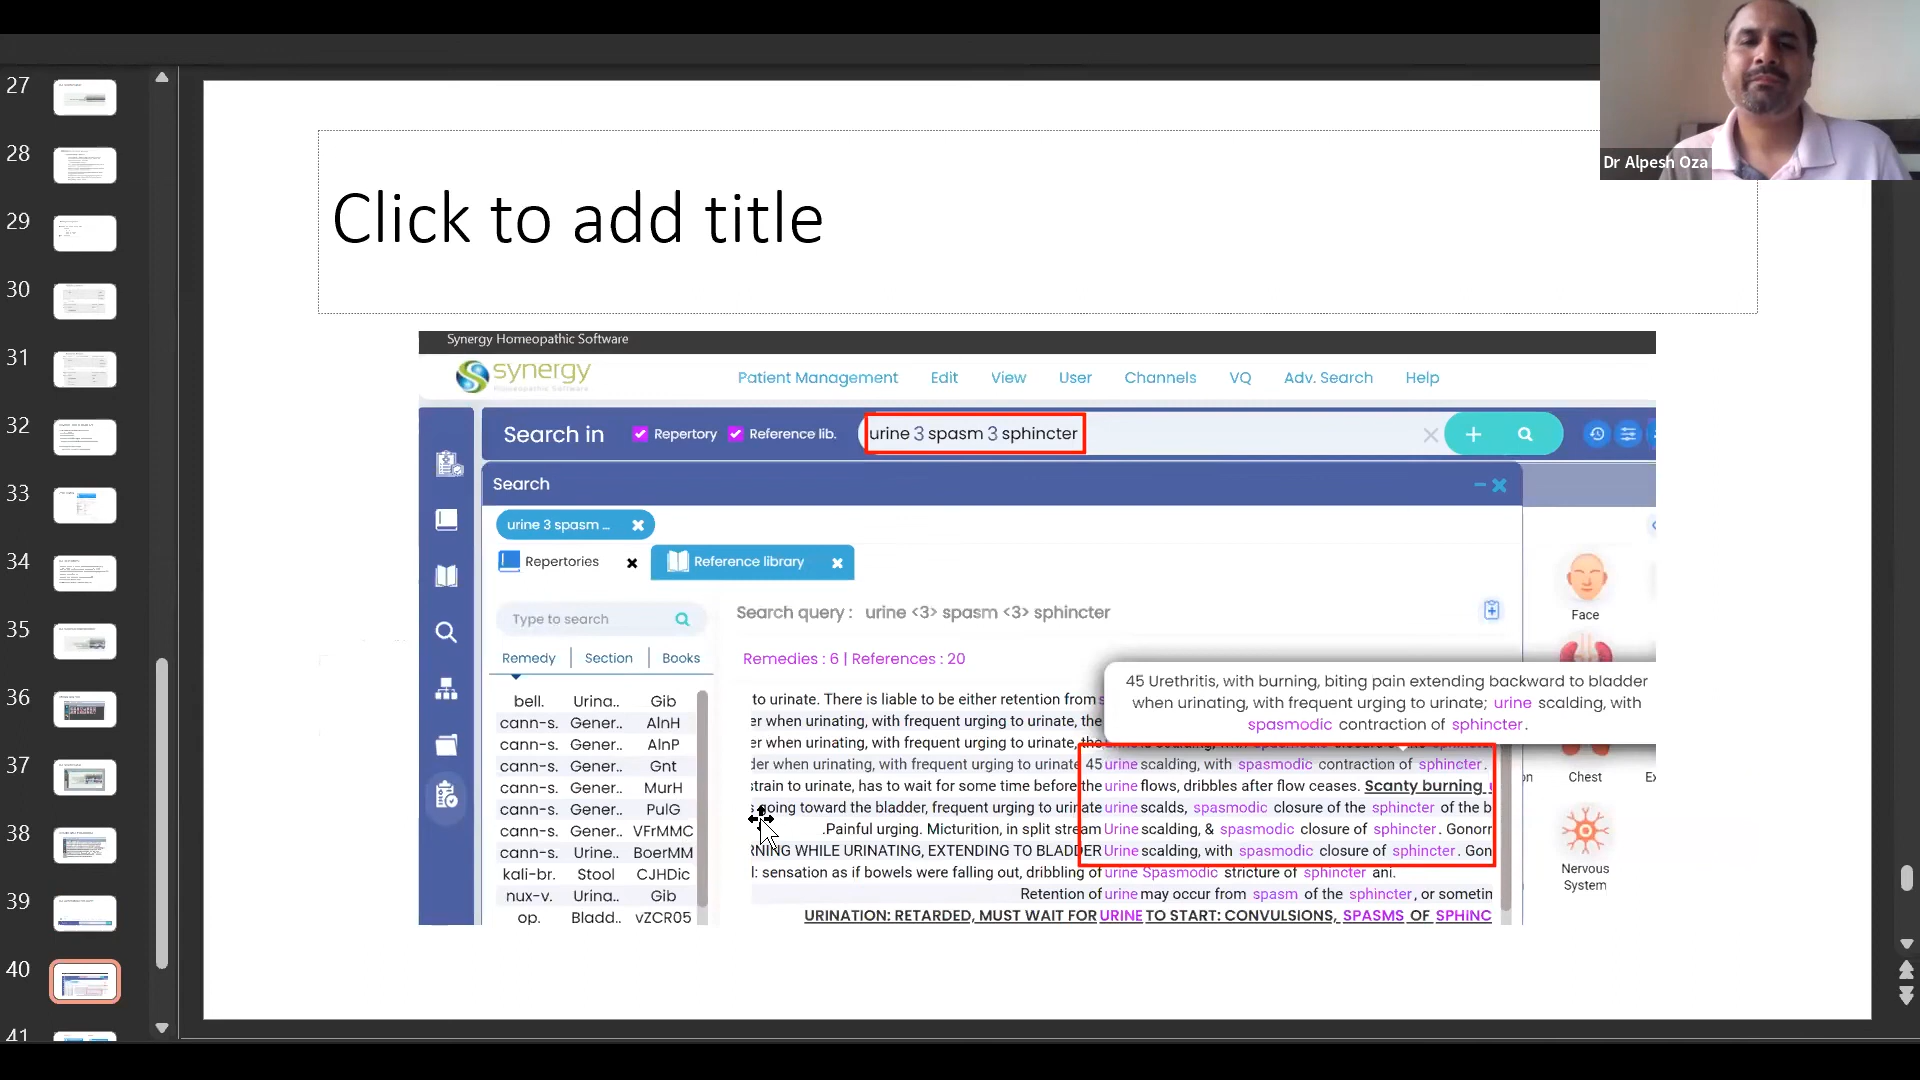 27
28
29
30
31
32
33
34
35
36
37
38
39
40
41
Dr Alpesh Oza
Click to add title
Synergy Homeopathic Software
synergy
Homeopathic Software
Patient Management Edit View User Channels VQ Adv. Search Help
Search in Repertory Reference lib. urine 3 spasm 3 sphincter
Search
urine 3 spasm ...
Repertories Reference library
Type to search
Search query : urine <3> spasm <3> sphincter
Remedy Section Books
Remedies : 6 | References : 20
45 Urethritis, with burning, biting pain extending backward to bladder
when urinating, with frequent urging to urinate; urine scalding, with
spasmodic contraction of sphincter.
bell. Urina.. Gib
cann-s. Gener.. AlnH
cann-s. Gener.. AlnP
cann-s. Gener.. Gnt
cann-s. Gener.. MurH
cann-s. Gener.. PulG
cann-s. Gener.. VFrMMC
cann-s. Urine.. BoerMM
kali-br. Stool CJHDic
nux-v. Urina.. Gib
op. Bladd.. vZCR05
to urinate. There is liable to be either retention from
er when urinating, with frequent urging to urinate, the
er when urinating, with frequent urging to urinate, the
der when urinating, with frequent urging to urinate 45 urine scalding, with spasmodic contraction of sphincter.
strain to urinate, has to wait for some time before the urine flows, dribbles after flow ceases. Scanty burning
going toward the bladder, frequent urging to urinate urine scalds, spasmodic closure of the sphincter of the b
.Painful urging. Micturition, in split stream Urine scalding, & spasmodic closure of sphincter. Gonorr
RNING WHILE URINATING, EXTENDING TO BLADDER Urine scalding, with spasmodic closure of sphincter. Gon
l: sensation as if bowels were falling out, dribbling of urine Spasmodic stricture of sphincter ani.
Retention of urine may occur from spasm of the sphincter, or sometin
URINATION: RETARDED, MUST WAIT FOR URINE TO START: CONVULSIONS, SPASMS OF SPHINC
Face
Chest
Nervous
System